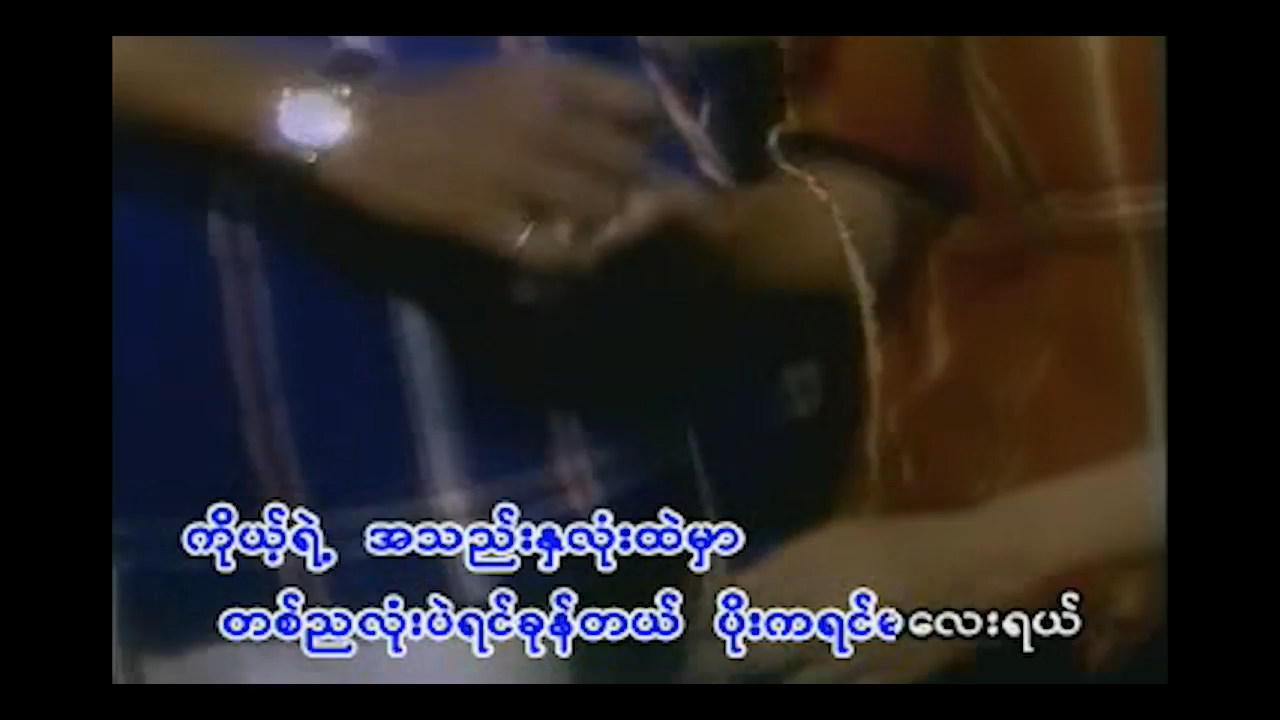 ကိုယ့်ရဲ့ အသည်းနှလုံးထဲမှာ
တစ်ညလုံးပဲရင်ခုန်တယ် ပိုးကရင်မလေးရယ်